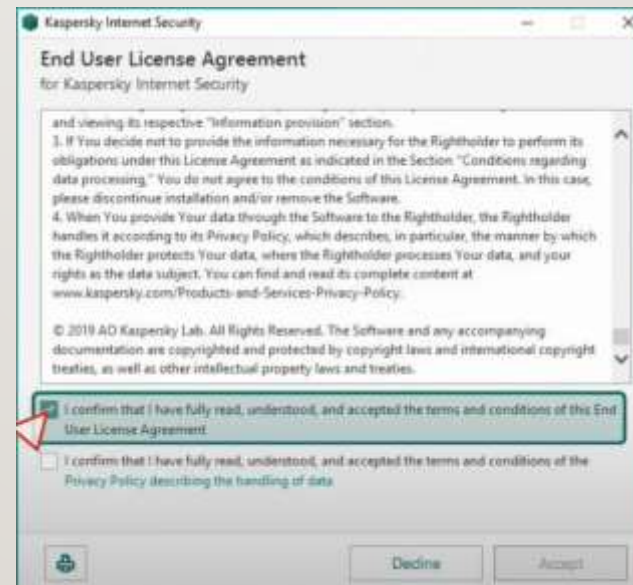 Kaspersky Internet Security
End User License Agreement
for Kaspersky Internet Security
and viewing its respective "Information provision" section.
3. If You decide not to provide the information necessary for the Rightholder to perform its
obligations under this License Agreement as indicated in the Section "Conditions regarding
data processing," You do not agree to the conditions of this License Agreement. In this case,
please discontinue installation and/or remove the Software.
4. When You provide Your data through the Software to the Rightholder, the Rightholder
handles it according to its Privacy Policy, which describes, in particular, the manner by which
the Rightholder protects Your data, where the Rightholder processes Your data, and your
rights as the data subject. You can find and read its complete content at
www.kaspersky.com/Products-and-Services-Privacy-Policy.
© 2019 AO Kaspersky Lab. All Rights Reserved. The Software and any accompanying
documentation are copyrighted and protected by copyright laws and international copyright
treaties, as well as other intellectual property laws and treaties.
I confirm that I have fully read, understood, and accepted the terms and conditions of this End
User License Agreement
I confirm that I have fully read, understood, and accepted the terms and conditions of the
Privacy Policy describing the handling of data
Decline
Accept